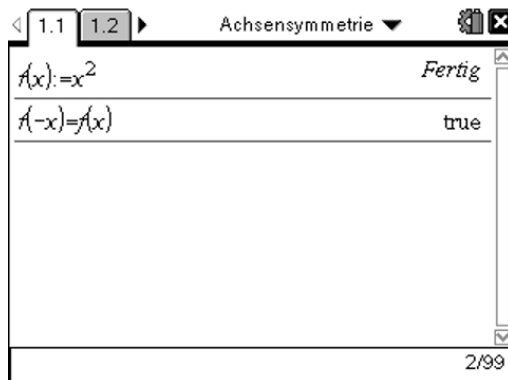 1.1 1.2 Achsensymmetrie
f(x):=x² Fertig
f(-x)=f(x) true
2/99